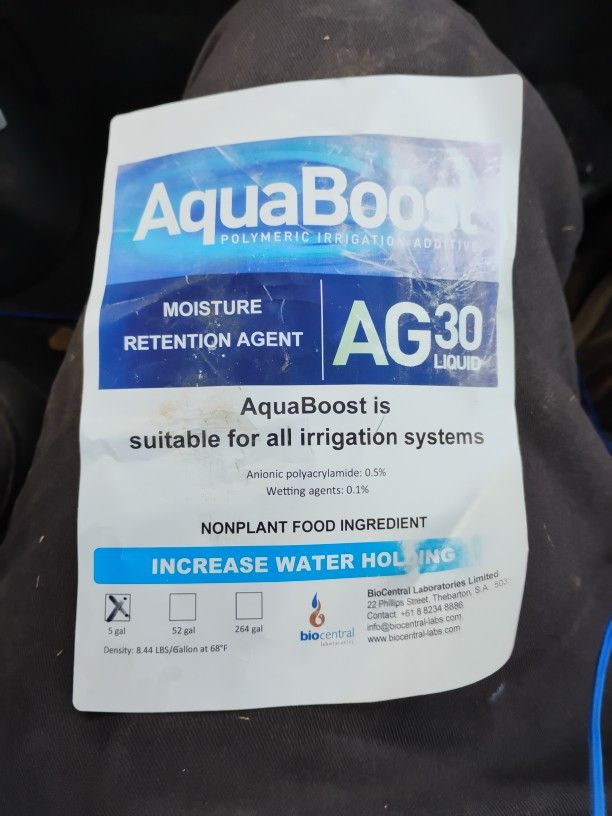 AquaBoost
POLYMERIC IRRIGATION ADDITIVE
MOISTURE
RETENTION AGENT
AG30
LIQUID
AquaBoost is
suitable for all irrigation systems
Anionic polyacrylamide: 0.5%
Wetting agents: 0.1%
NONPLANT FOOD INGREDIENT
INCREASE WATER HOLDING
5 gal
52 gal
264 gal
Density: 8.44 LBS/Gallon at 68°F
biocentral
laboratories
BioCentral Laboratories Limited
22 Phillips Street, Thebarton, S.A.
Contact: +61 8 8234 8886
info@biocentral-labs.com
www.biocentral-labs.com